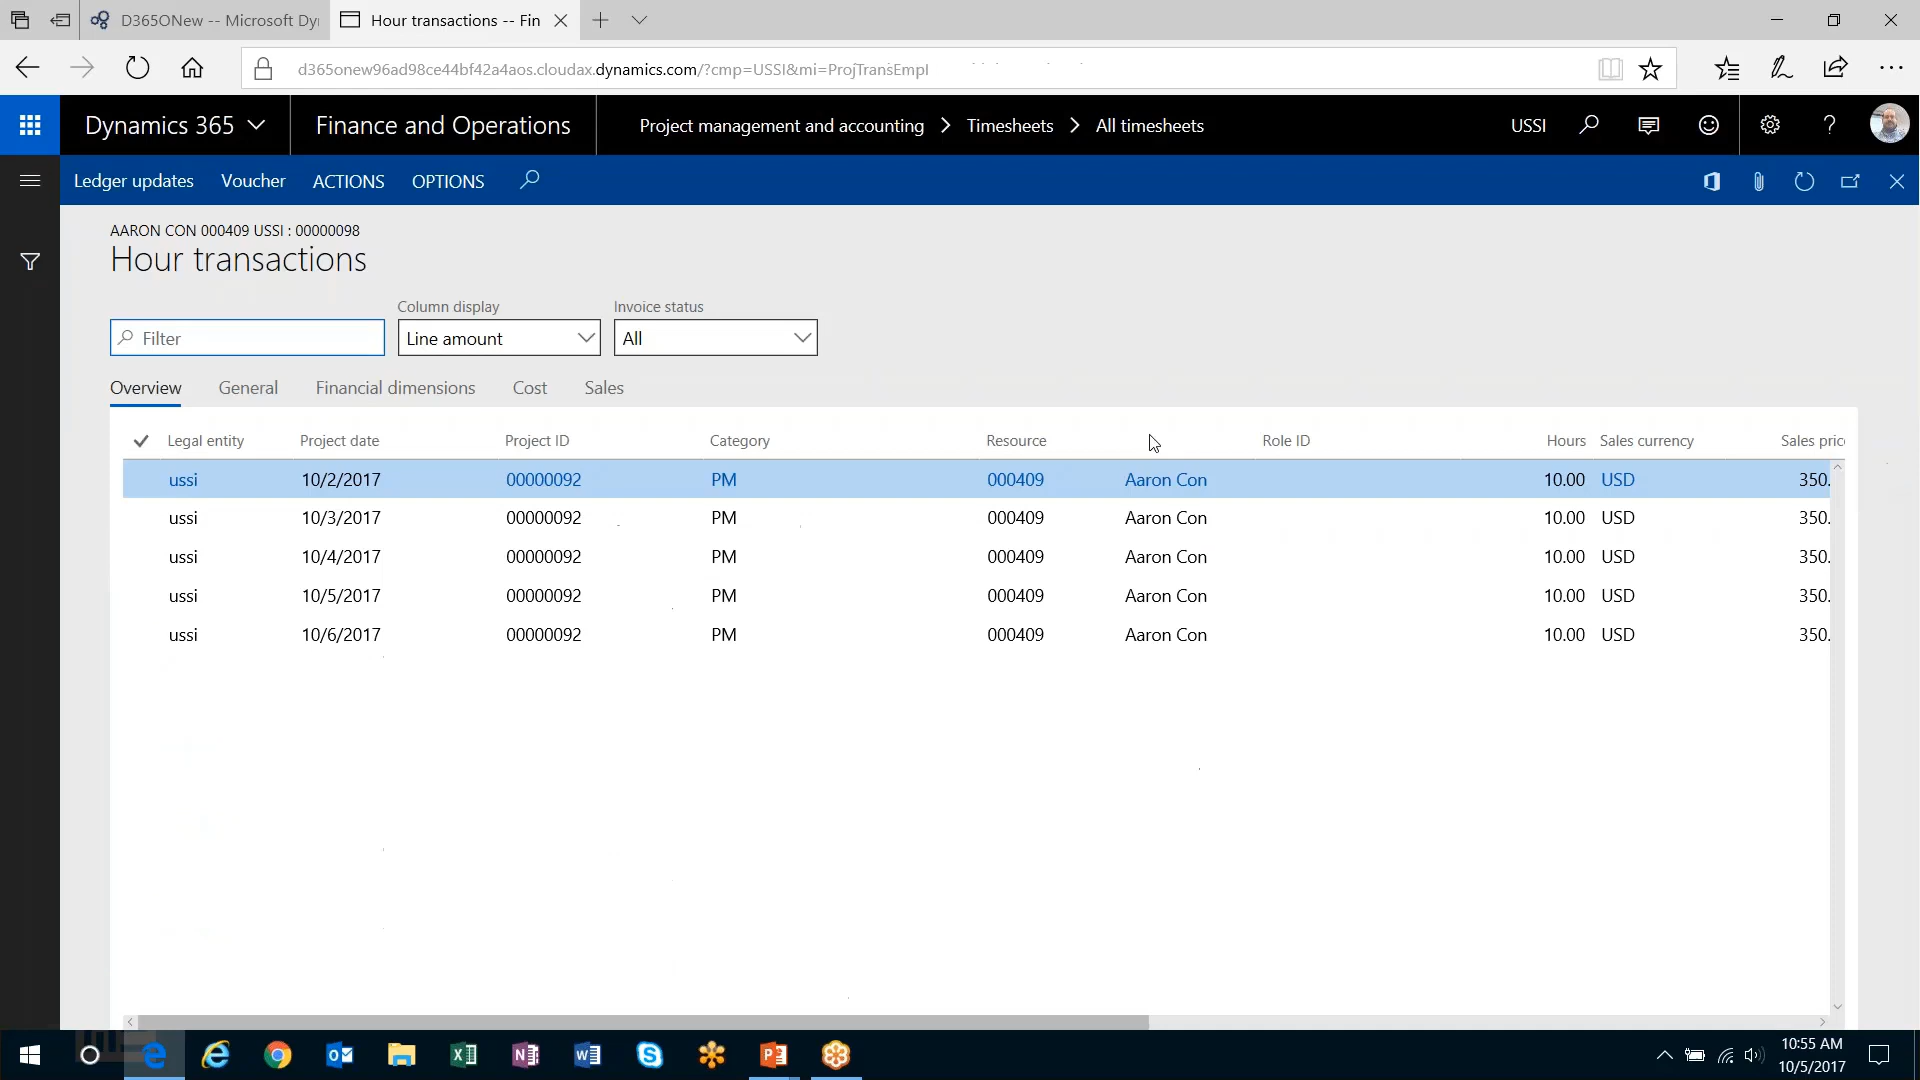 D365ONew -- Microsoft Dy
Hour transactions -- Fin
d365onew96ad98ce44bf42a4aos.cloudax.dynamics.com/?cmp=USSI&mi=ProjTransEmpl
Dynamics 365
Finance and Operations
Project management and accounting > Timesheets > All timesheets
USSI
Ledger updates Voucher ACTIONS OPTIONS
AARON CON 000409 USSI : 00000098
Hour transactions
Column display Invoice status
Filter Line amount All
Overview General Financial dimensions Cost Sales
Legal entity Project date Project ID Category Resource Role ID Hours Sales currency Sales pric
ussi 10/2/2017 00000092 PM 000409 Aaron Con 10.00 USD 350.
ussi 10/3/2017 00000092 PM 000409 Aaron Con 10.00 USD 350.
ussi 10/4/2017 00000092 PM 000409 Aaron Con 10.00 USD 350.
ussi 10/5/2017 00000092 PM 000409 Aaron Con 10.00 USD 350.
ussi 10/6/2017 00000092 PM 000409 Aaron Con 10.00 USD 350.
10:55 AM
10/5/2017